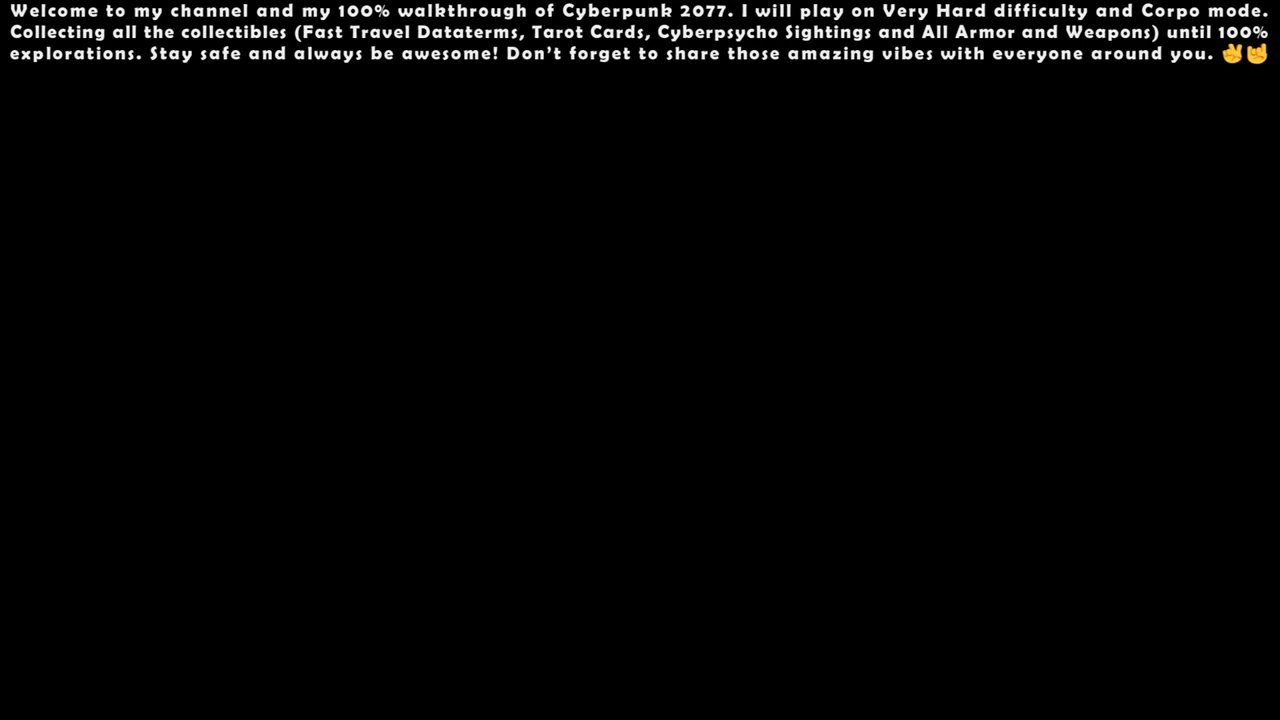 Welcome to my channel and my 100% walkthrough of Cyberpunk 2077. I will play on Very Hard difficulty and Corpo mode.
Collecting all the collectibles (Fast Travel Dataterms, Tarot Cards, Cyberpsycho Sightings and All Armor and Weapons) until 100%
explorations. Stay safe and always be awesome! Don’t forget to share those amazing vibes with everyone around you. ✌🤘